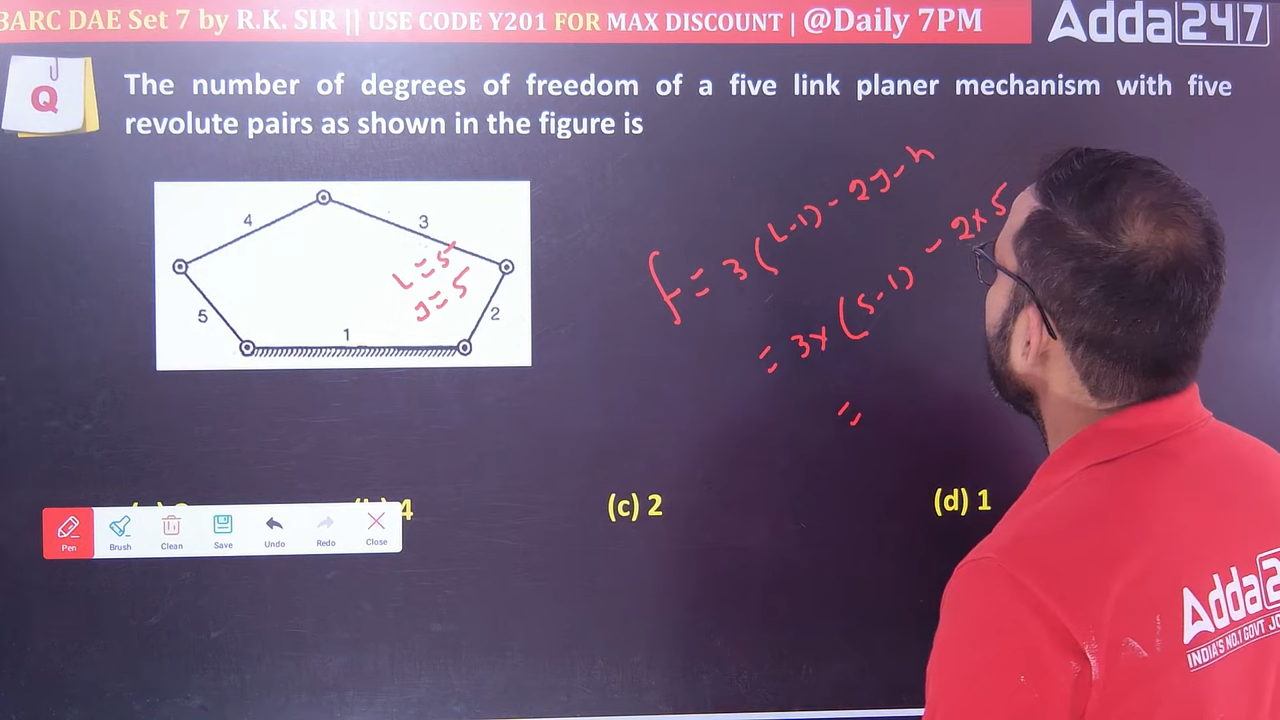 BARC DAE Set 7 by R.K. SIR || USE CODE Y201 FOR MAX DISCOUNT | @Daily 7PM
Adda247
Q
The number of degrees of freedom of a five link planer mechanism with five
revolute pairs as shown in the figure is
4
3
L = 5
J = 5
5
2
1
f = 3(L-1) - 2J - h
= 3 × (5-1) - 2×5
=
4
(c) 2
(d) 1
Pen
Brush
Clean
Save
Undo
Redo
Close
Adda2
INDIA'S NO.1 GOVT JO